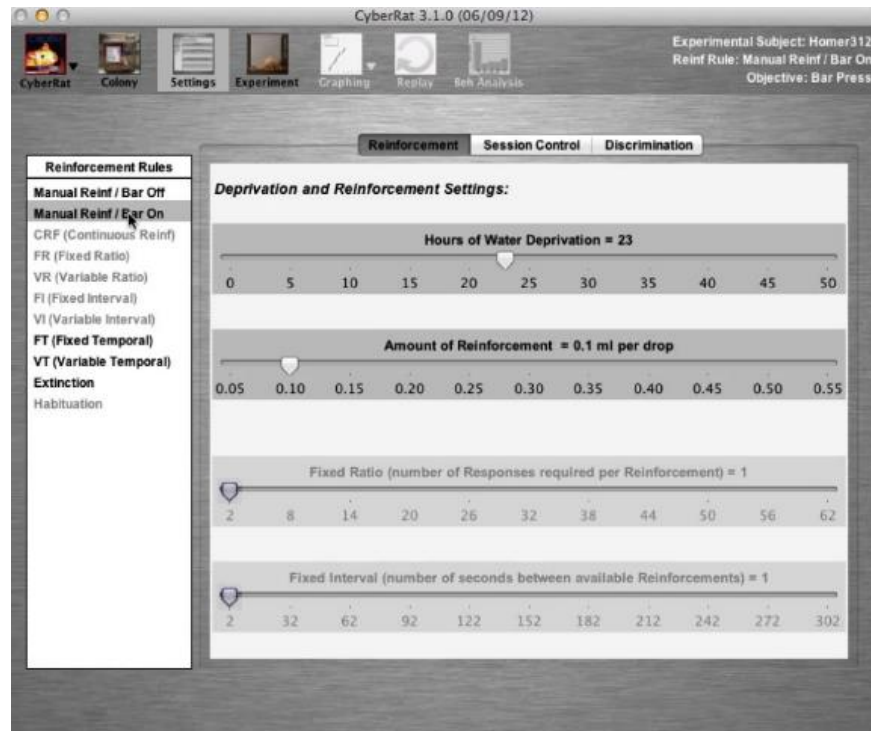 CyberRat 3.1.0 (06/09/12)
Experimental Subject: Homer312
Reinf Rule: Manual Reinf / Bar On
Objective: Bar Press
CyberRat Colony Settings Experiment Graphing Replay Beh Analysis
Reinforcement Session Control Discrimination
Reinforcement Rules
Manual Reinf / Bar Off
Manual Reinf / Bar On
CRF (Continuous Reinf)
FR (Fixed Ratio)
VR (Variable Ratio)
FI (Fixed Interval)
VI (Variable Interval)
FT (Fixed Temporal)
VT (Variable Temporal)
Extinction
Habituation
Deprivation and Reinforcement Settings:
Hours of Water Deprivation = 23
0 5 10 15 20 25 30 35 40 45 50
Amount of Reinforcement = 0.1 ml per drop
0.05 0.10 0.15 0.20 0.25 0.30 0.35 0.40 0.45 0.50 0.55
Fixed Ratio (number of Responses required per Reinforcement) = 1
2 8 14 20 26 32 38 44 50 56 62
Fixed Interval (number of seconds between available Reinforcements) = 1
2 32 62 92 122 152 182 212 242 272 302